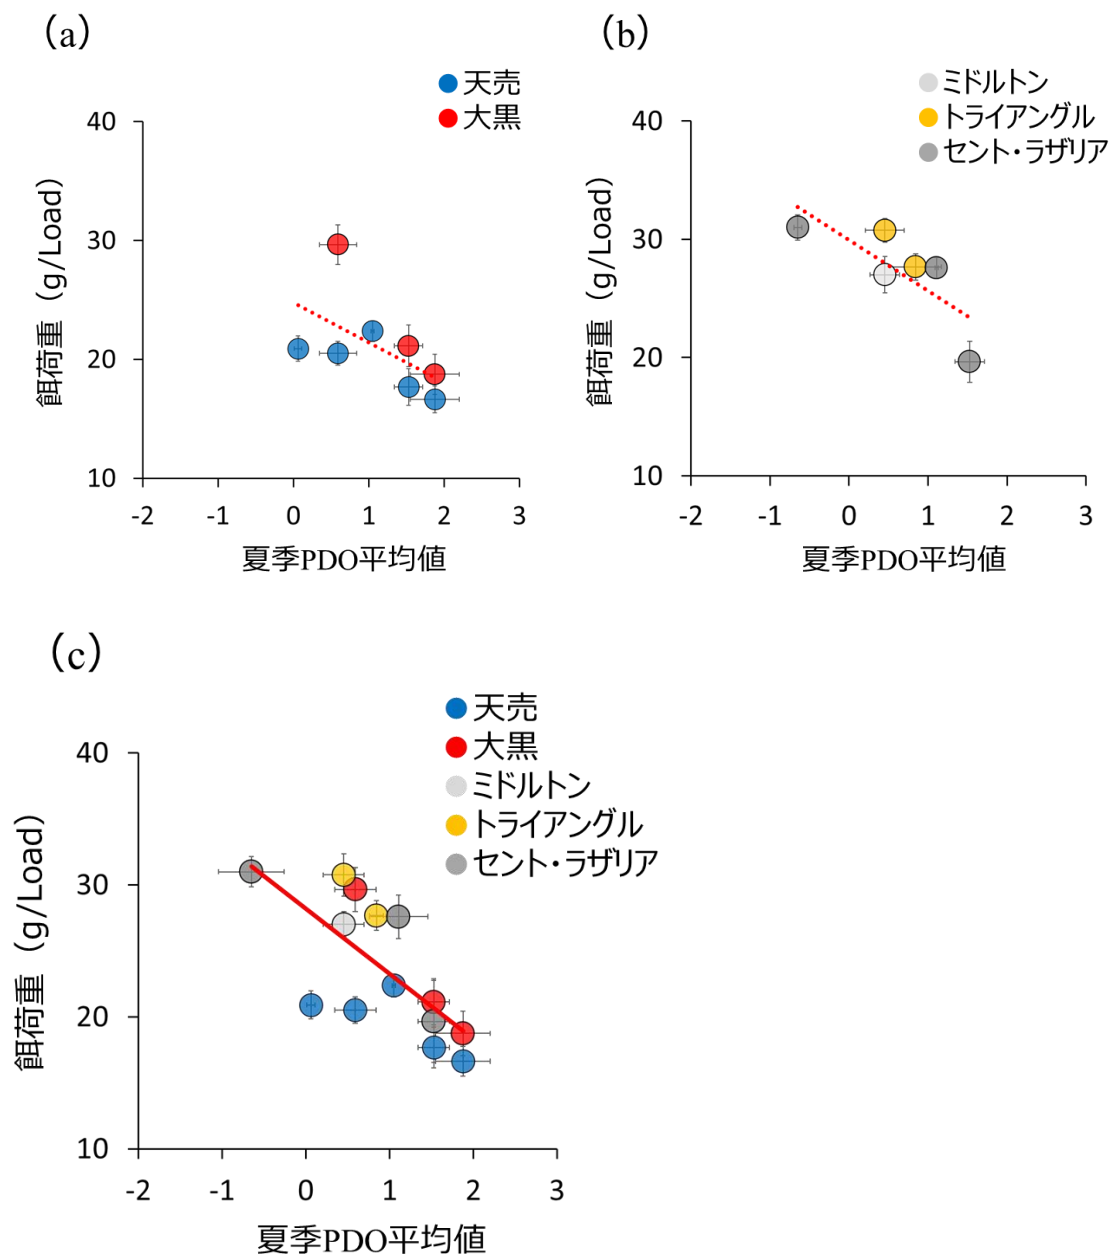 (a)
天売
大黒
40
30
20
10
餌荷重（g/Load）
-2 -1 0 1 2 3
夏季PDO平均値
(b)
ミドルトン
トライアングル
セント・ラザリア
40
30
20
10
餌荷重（g/Load）
-2 -1 0 1 2 3
夏季PDO平均値
(c)
天売
大黒
ミドルトン
トライアングル
セント・ラザリア
40
30
20
10
餌荷重（g/Load）
-2 -1 0 1 2 3
夏季PDO平均値